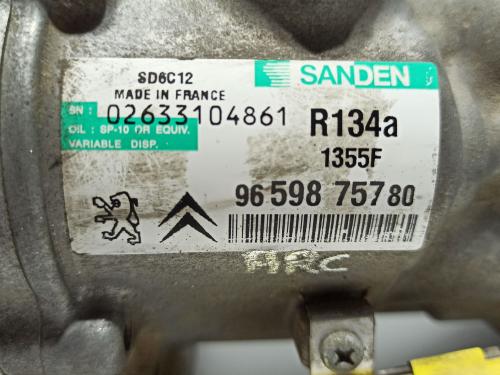 SD6C12
MADE IN FRANCE
SANDEN
SN: 02633104861
OIL: SP-10 OR EQUIV.
VARIABLE DISP.
R134a
1355F
96 598 757 80
ARC